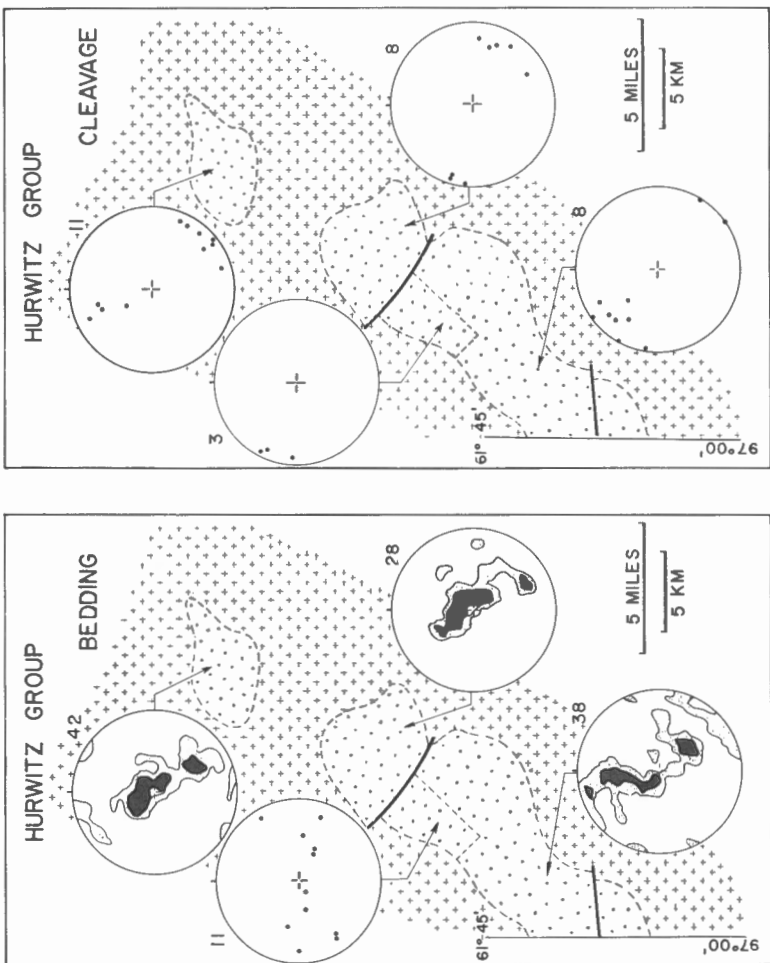 HURWITZ GROUP
CLEAVAGE
11
3
8
8
5 MILES
5 KM
61°-45'
97°00'
HURWITZ GROUP
BEDDING
42
11
28
38
5 MILES
5 KM
61°-45'
97°00'